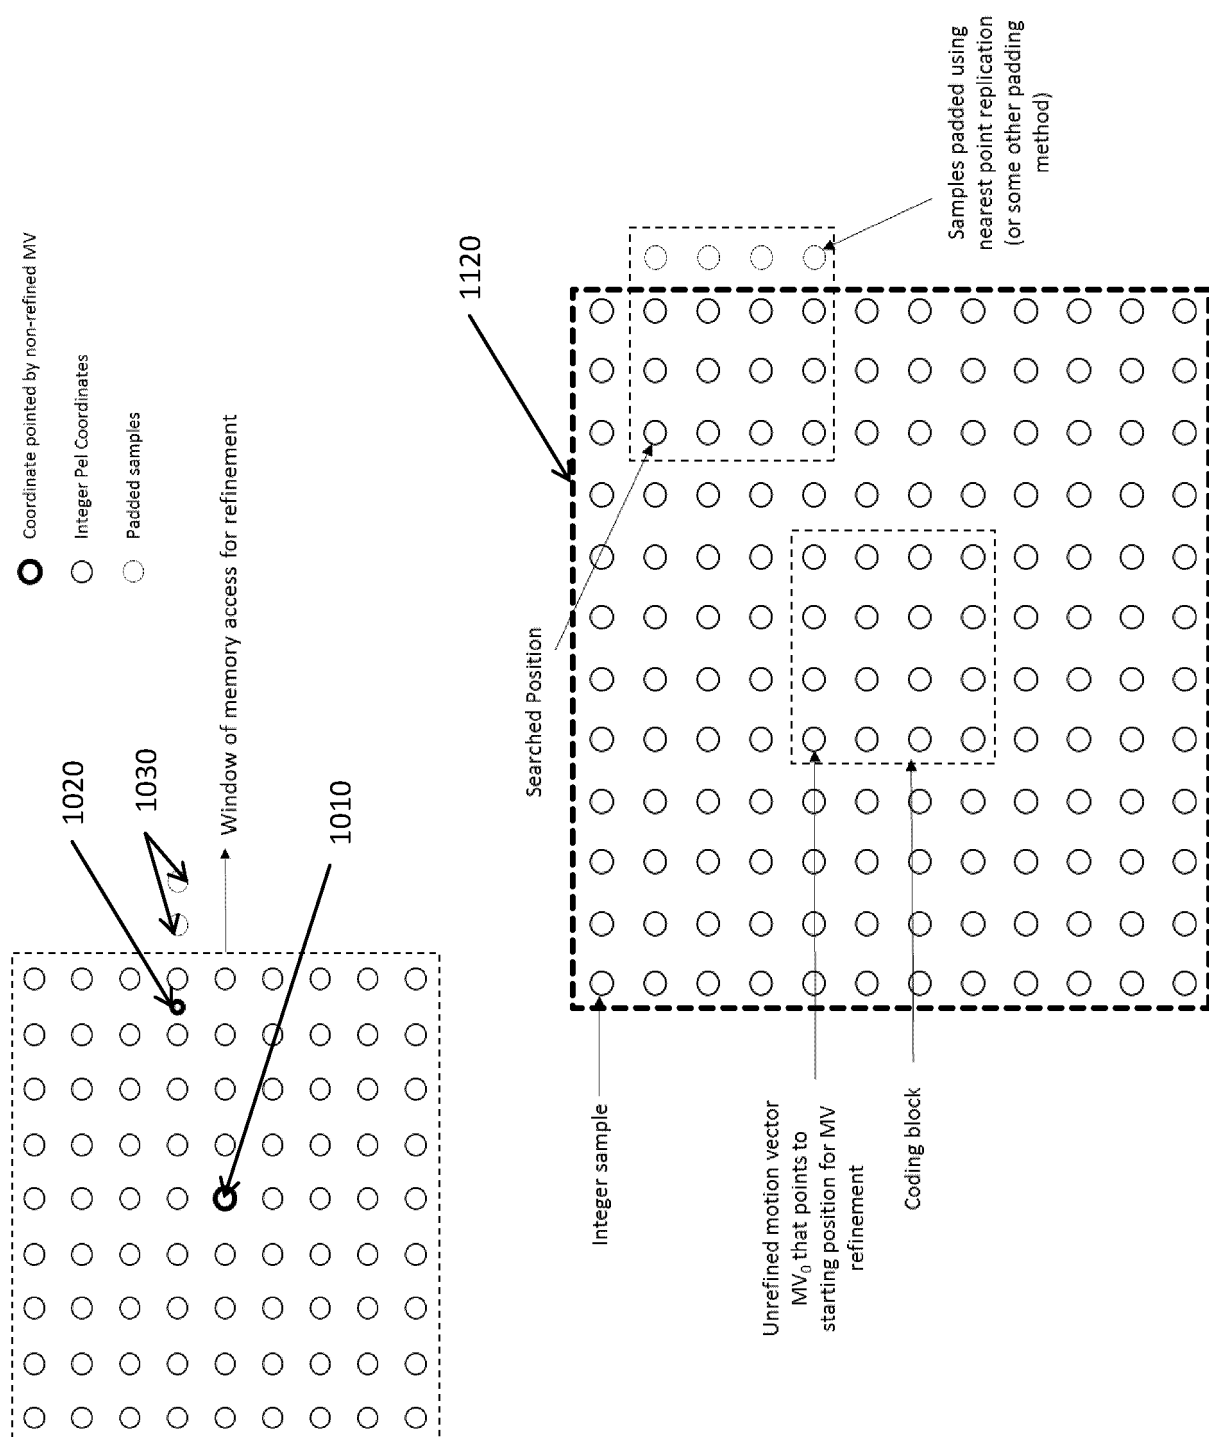 Coordinate pointed by non-refined MV
Integer Pel Coordinates
Padded samples
Window of memory access for refinement
1020
1030
1010
1120
Searched Position
Samples padded using
nearest point replication
(or some other padding
method)
Integer sample
Unrefined motion vector
MV₀ that points to
starting position for MV
refinement
Coding block